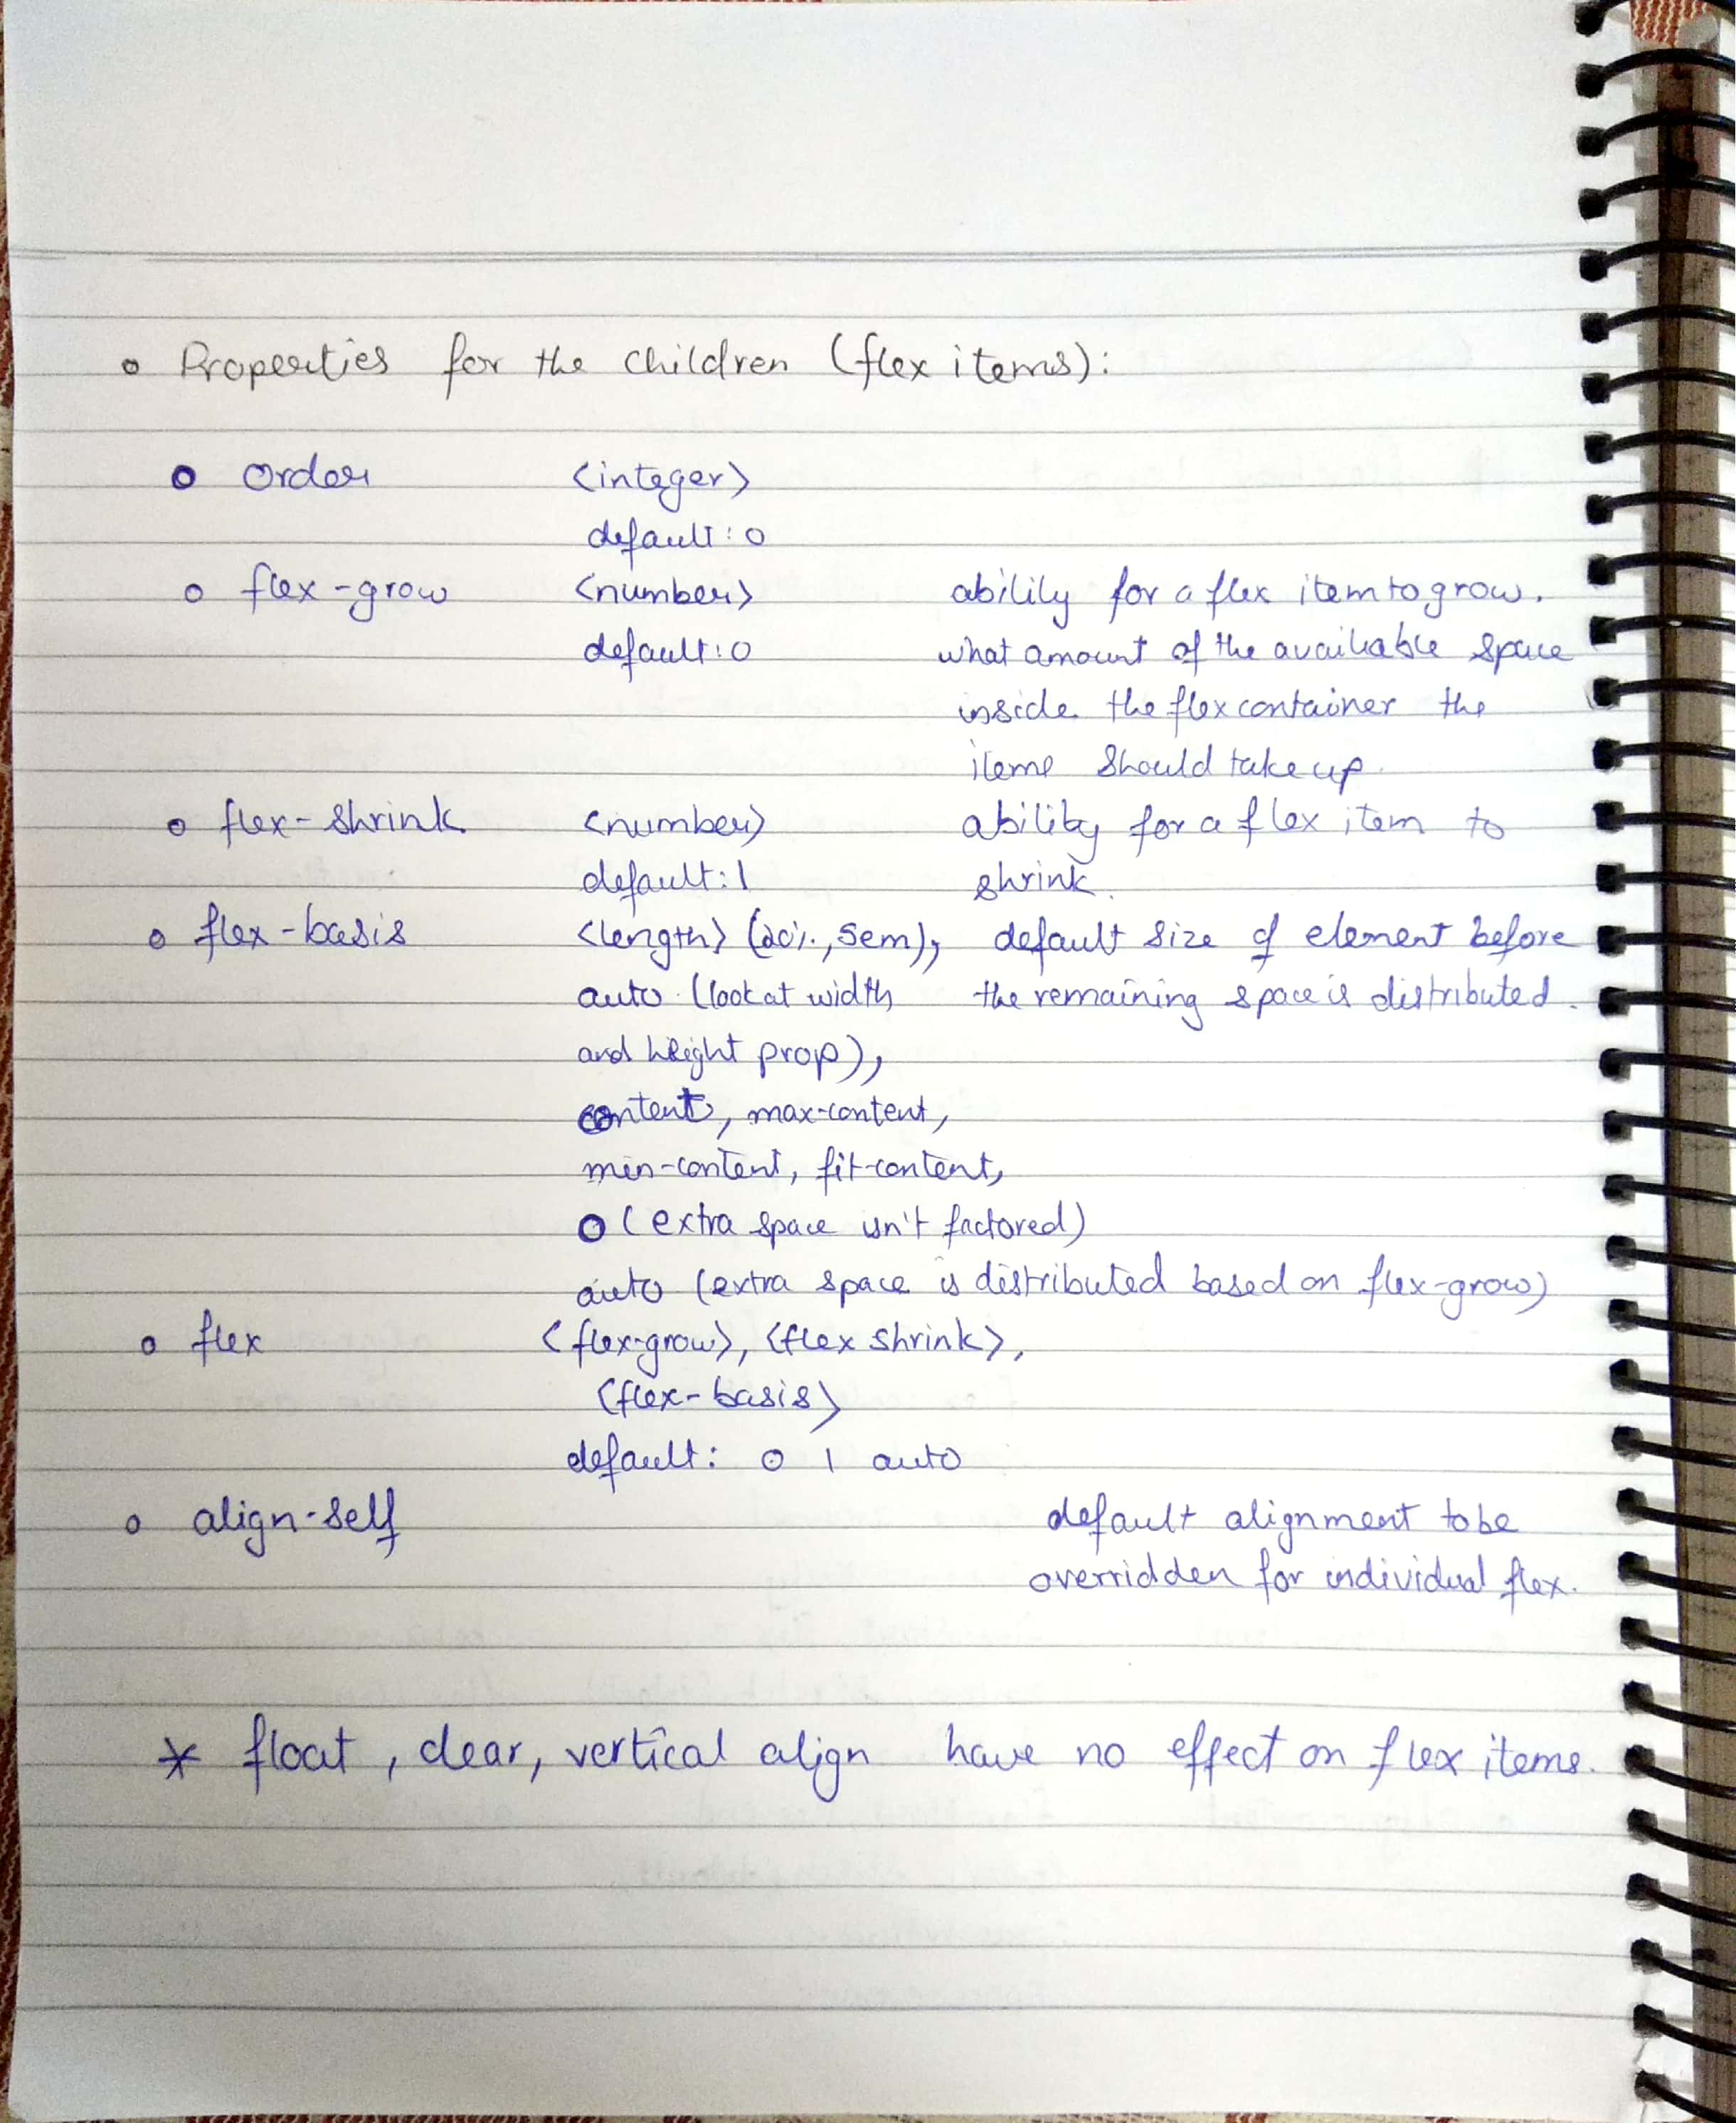 o Properties for the children (flex items):
o order <integer>
default: 0
o flex-grow <number> ability for a flex item to grow.
default: 0 what amount of the available space
inside the flex container the
iteme should take up.
o flex-shrink <number> ability for a flex item to
default: 1 shrink.
o flex-basis <length> (20%, 5em), default size of element before
auto (look at width the remaining space is distributed.
and height prop),
content, max-content,
min-content, fit-content,
0 (extra space isn't factored)
auto (extra space is distributed based on flex-grow)
o flex <flex-grow>, <flex shrink>,
<flex-basis>
default: 0 1 auto
o align-self default alignment to be
overridden for individual flex.
* float, clear, vertical align have no effect on flex items.